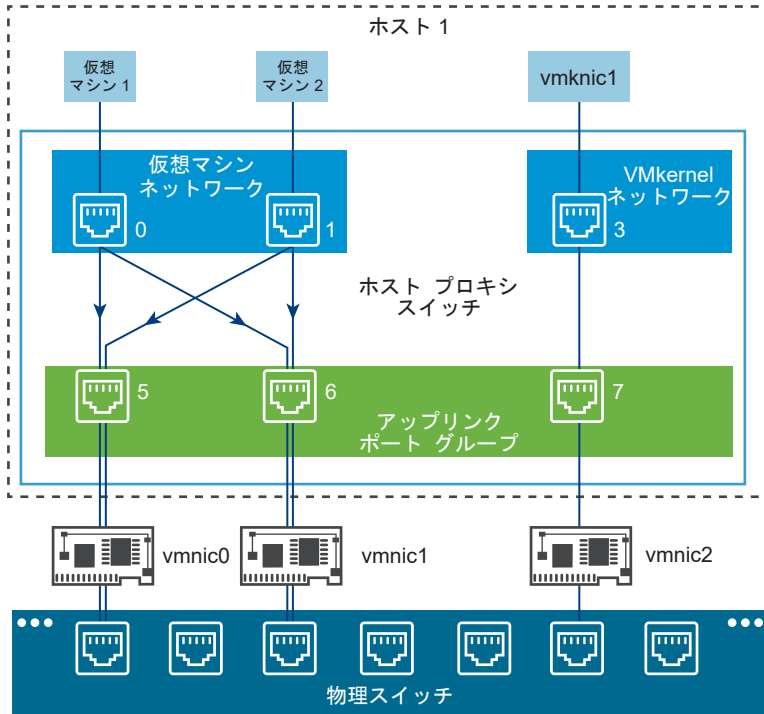 ホスト 1
仮想
マシン 1
仮想
マシン 2
vmknic1
仮想マシン
ネットワーク
VMkernel
ネットワーク
0
1
3
ホスト プロキシ
スイッチ
5
6
7
アップリンク
ポート グループ
vmnic0
vmnic1
vmnic2
物理スイッチ